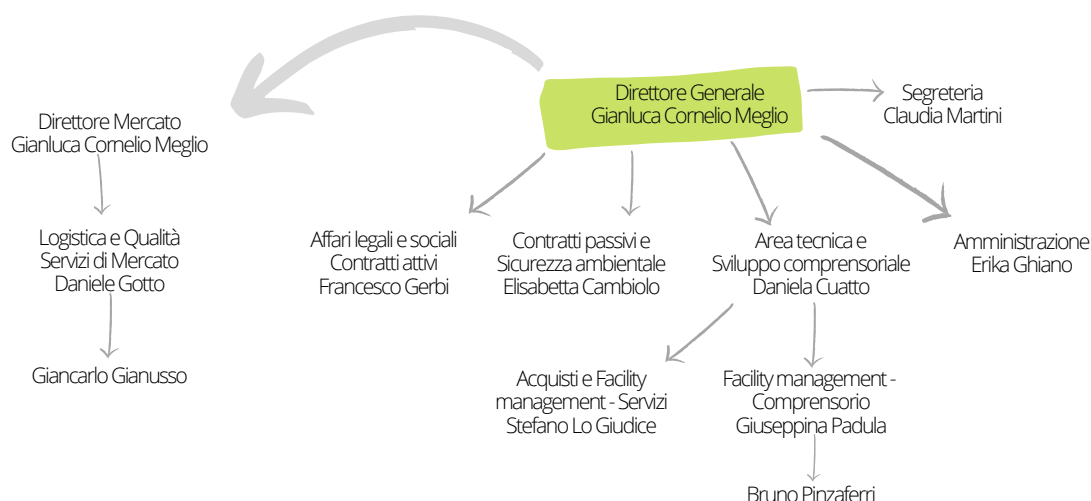 Direttore Generale
Gianluca Cornelio Meglio
Segreteria
Claudia Martini
Direttore Mercato
Gianluca Cornelio Meglio
Logistica e Qualità
Servizi di Mercato
Daniele Gotto
Affari legali e sociali
Contratti attivi
Francesco Gerbi
Contratti passivi e
Sicurezza ambientale
Elisabetta Cambiolo
Area tecnica e
Sviluppo comprensoriale
Daniela Cuatto
Amministrazione
Erika Ghiano
Giancarlo Gianusso
Acquisti e Facility
management - Servizi
Stefano Lo Giudice
Facility management -
Comprensorio
Giuseppina Padula
Bruno Pinzaferri